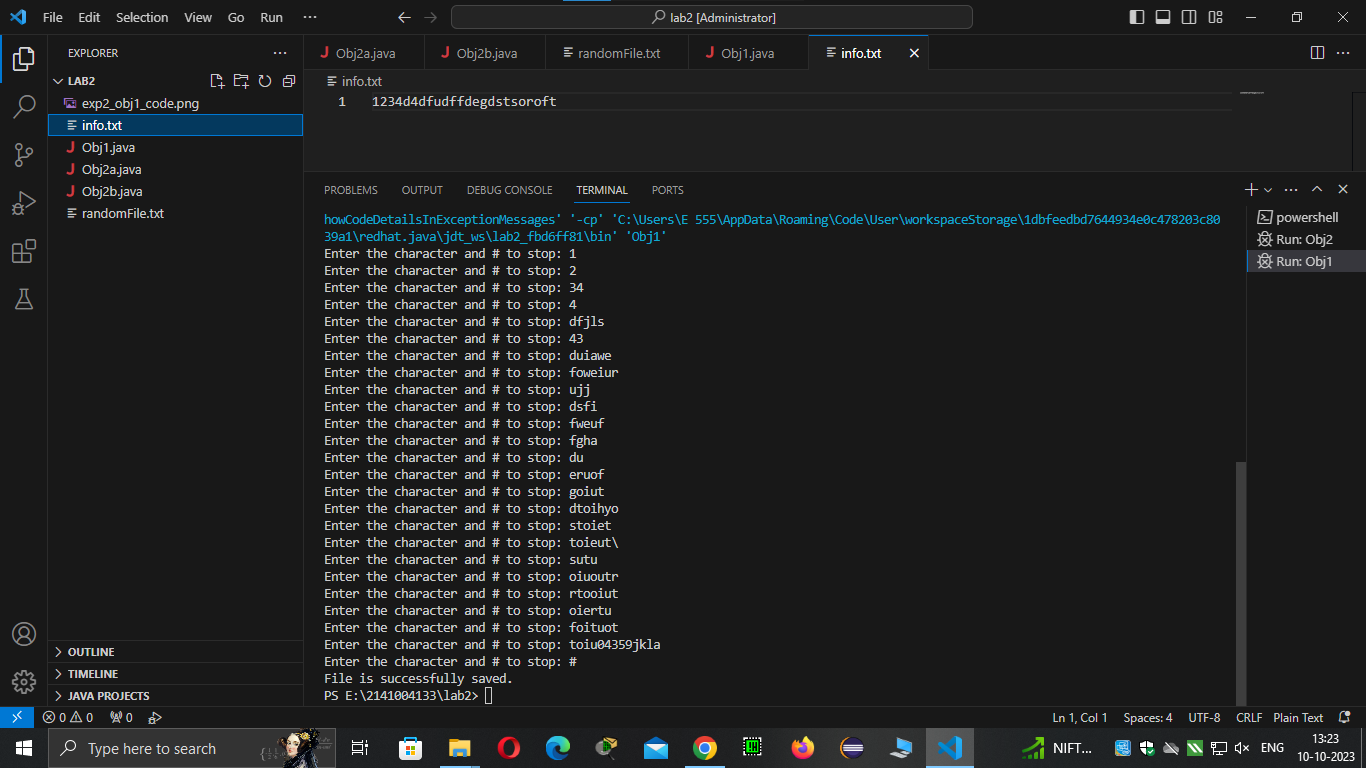 File Edit Selection View Go Run ··· lab2 [Administrator]
EXPLORER ···
LAB2
exp2_obj1_code.png
info.txt
Obj1.java
Obj2a.java
Obj2b.java
randomFile.txt
OUTLINE
TIMELINE
JAVA PROJECTS
Obj2a.java Obj2b.java randomFile.txt Obj1.java info.txt
info.txt
1 1234d4dfudffdegdstsoroft
PROBLEMS OUTPUT DEBUG CONSOLE TERMINAL PORTS
howCodeDetailsInExceptionMessages' '-cp' 'C:\Users\E 555\AppData\Roaming\Code\User\workspaceStorage\1dbfeedbd7644934e0c478203c80
39a1\redhat.java\jdt_ws\lab2_fbd6ff81\bin' 'Obj1'
Enter the character and # to stop: 1
Enter the character and # to stop: 2
Enter the character and # to stop: 34
Enter the character and # to stop: 4
Enter the character and # to stop: dfjls
Enter the character and # to stop: 43
Enter the character and # to stop: duiawe
Enter the character and # to stop: foweiur
Enter the character and # to stop: ujj
Enter the character and # to stop: dsfi
Enter the character and # to stop: fweuf
Enter the character and # to stop: fgha
Enter the character and # to stop: du
Enter the character and # to stop: eruof
Enter the character and # to stop: goiut
Enter the character and # to stop: dtoihyo
Enter the character and # to stop: stoiet
Enter the character and # to stop: toieut\
Enter the character and # to stop: sutu
Enter the character and # to stop: oiuoutr
Enter the character and # to stop: rtooiut
Enter the character and # to stop: oiertu
Enter the character and # to stop: foituot
Enter the character and # to stop: toiu04359jkla
Enter the character and # to stop: #
File is successfully saved.
PS E:\2141004133\lab2>
powershell
Run: Obj2
Run: Obj1
0 0 0 Ln 1, Col 1 Spaces: 4 UTF-8 CRLF Plain Text
Type here to search NIFT... ENG 13:23
10-10-2023